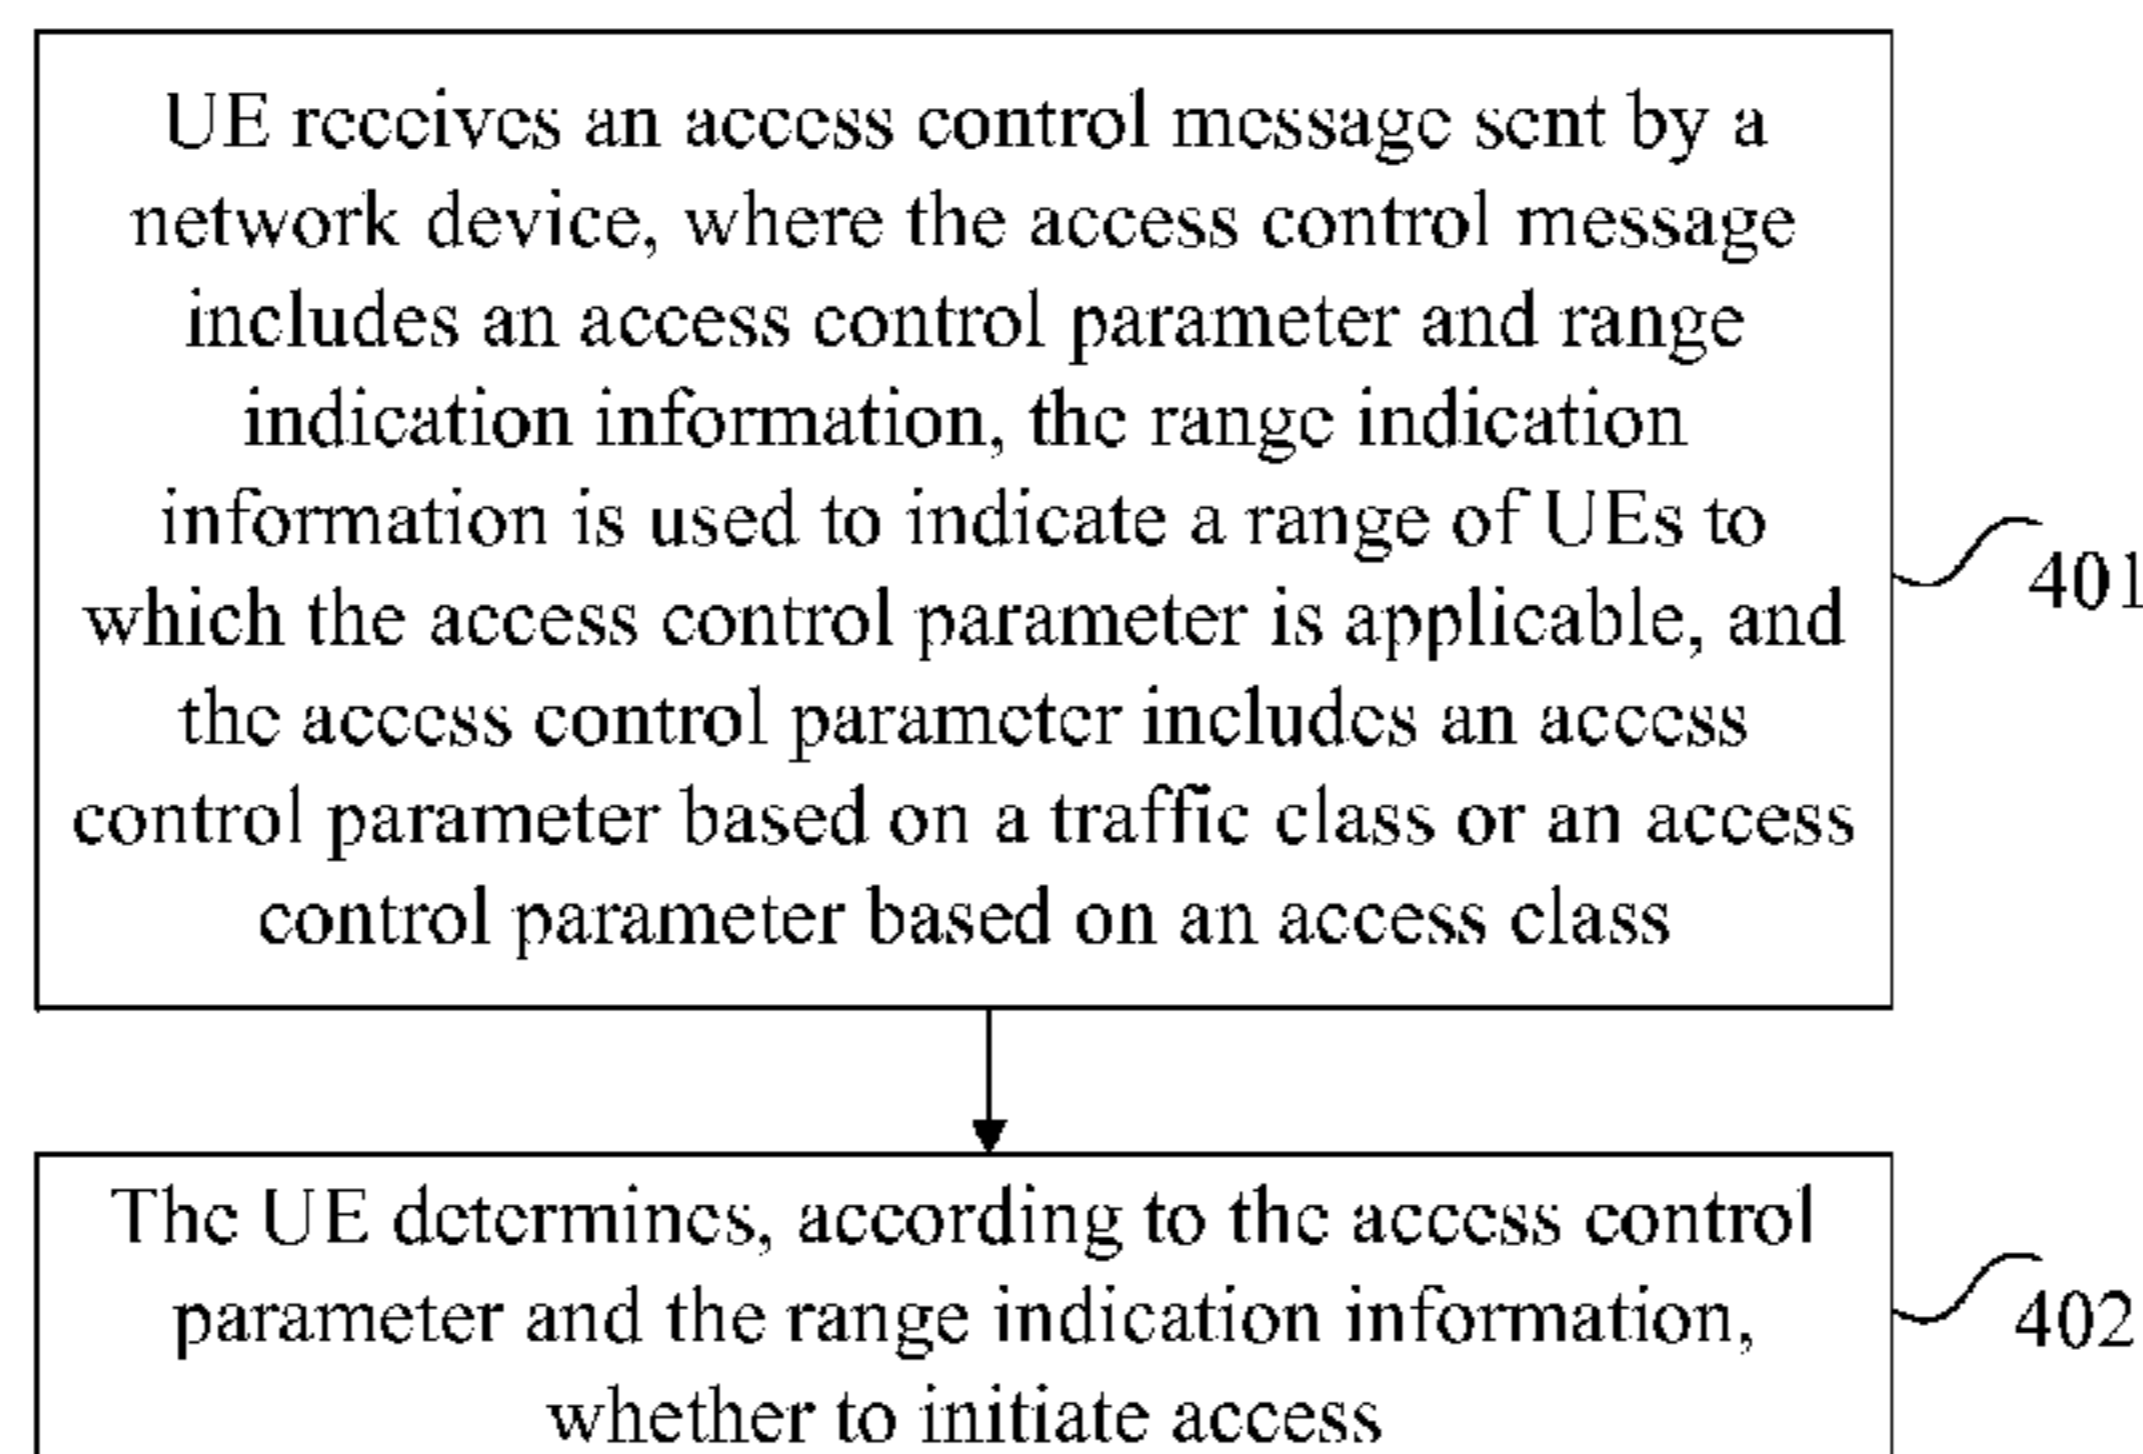 UE receives an access control message sent by a
network device, where the access control message
includes an access control parameter and range
indication information, the range indication
information is used to indicate a range of UEs to
which the access control parameter is applicable, and
the access control parameter includes an access
control parameter based on a traffic class or an access
control parameter based on an access class
401
The UE determines, according to the access control
parameter and the range indication information,
whether to initiate access
402